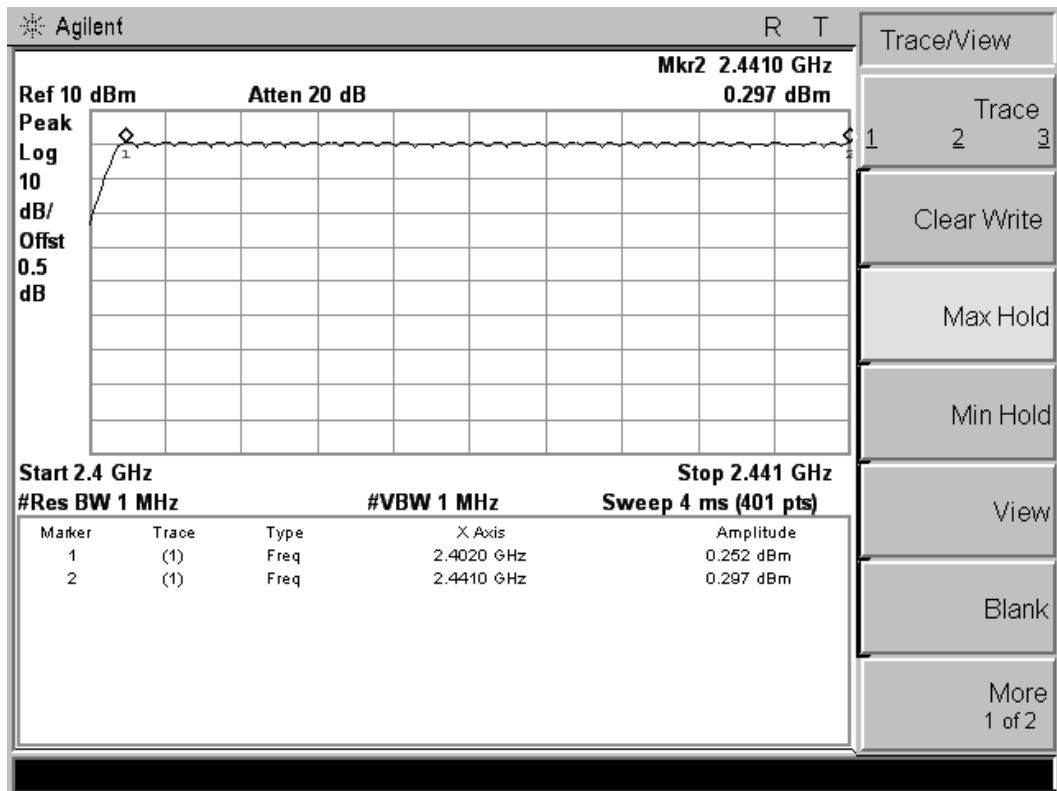 Agilent R T
Trace/View
Mkr2 2.4410 GHz
Ref 10 dBm Atten 20 dB 0.297 dBm
Peak
Log
10
dB/
Offst
0.5
dB
1
2
Start 2.4 GHz Stop 2.441 GHz
#Res BW 1 MHz #VBW 1 MHz Sweep 4 ms (401 pts)
Marker Trace Type X Axis Amplitude
1 (1) Freq 2.4020 GHz 0.252 dBm
2 (1) Freq 2.4410 GHz 0.297 dBm
Trace
1 2 3
Clear Write
Max Hold
Min Hold
View
Blank
More
1 of 2